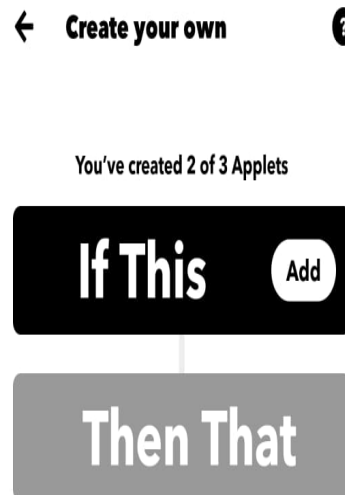 Create your own
?
You've created 2 of 3 Applets
If This
Add
Then That